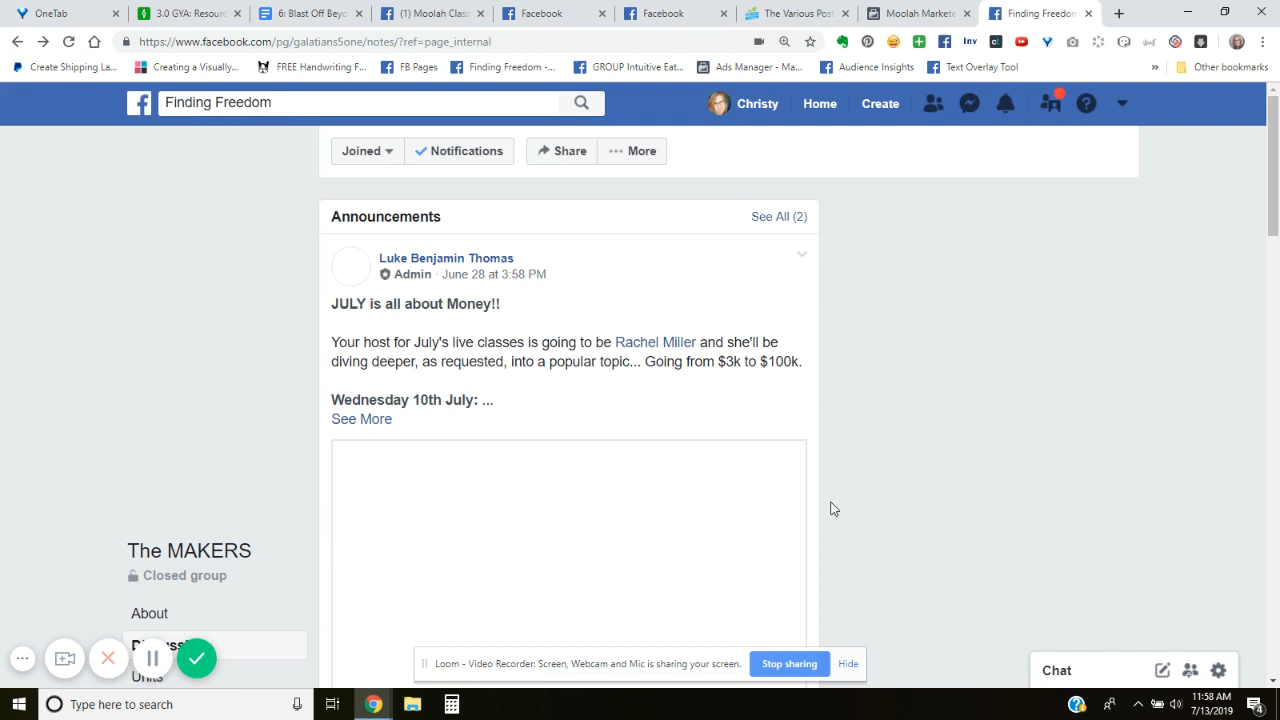 OneTab
3.0 GYA: Resourc
6: Blast Off Beyo
(1) Moolah Clas
Facebook
Facebook
The Various Post
Moolah Markete
Finding Freedom
https://www.facebook.com/pg/galatians5one/notes/?ref=page_internal
Create Shipping La...
Creating a Visually...
FREE Handwriting F...
FB Pages
Finding Freedom -...
GROUP Intuitive Eat...
Ads Manager - Ma...
Audience Insights
Text Overlay Tool
»
Other bookmarks
Finding Freedom
Christy
Home
Create
Joined
Notifications
Share
More
Announcements
See All (2)
Luke Benjamin Thomas
Admin · June 28 at 3:58 PM
JULY is all about Money!!
Your host for July's live classes is going to be Rachel Miller and she'll be
diving deeper, as requested, into a popular topic... Going from $3k to $100k.
Wednesday 10th July: ...
See More
The MAKERS
Closed group
About
Units
Loom - Video Recorder: Screen, Webcam and Mic is sharing your screen.
Stop sharing
Hide
Chat
Type here to search
11:58 AM
7/13/2019
4